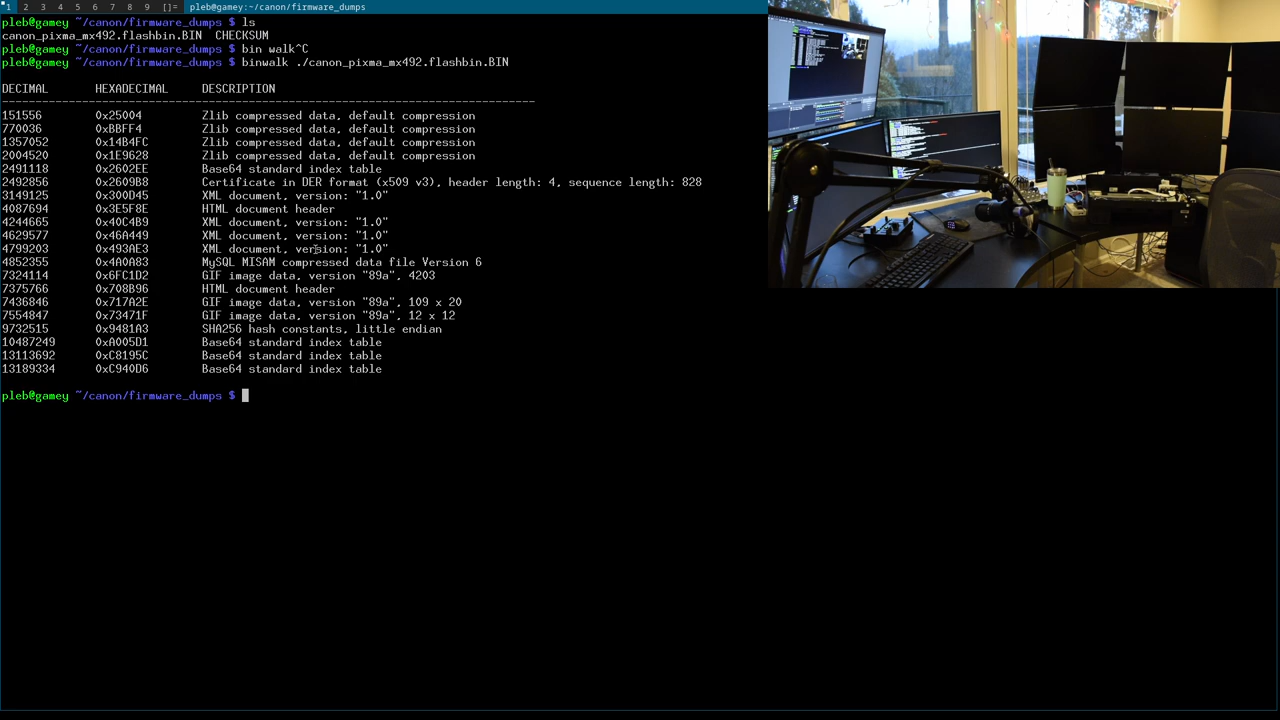 1 2 3 4 5 6 7 8 9 []= pleb@gamey:~/canon/firmware_dumps
pleb@gamey ~/canon/firmware_dumps $ ls
canon_pixma_mx492.flashbin.BIN CHECKSUM
pleb@gamey ~/canon/firmware_dumps $ bin walk^C
pleb@gamey ~/canon/firmware_dumps $ binwalk ./canon_pixma_mx492.flashbin.BIN
DECIMAL HEXADECIMAL DESCRIPTION
--------------------------------------------------------------------------------
151556 0x25004 Zlib compressed data, default compression
770036 0xBBFF4 Zlib compressed data, default compression
1357052 0x14B4FC Zlib compressed data, default compression
2004520 0x1E9628 Zlib compressed data, default compression
2491118 0x2602EE Base64 standard index table
2492856 0x2609B8 Certificate in DER format (x509 v3), header length: 4, sequence length: 828
3149125 0x300D45 XML document, version: "1.0"
4087694 0x3E5F8E HTML document header
4244665 0x40C4B9 XML document, version: "1.0"
4629577 0x46A449 XML document, version: "1.0"
4799203 0x493AE3 XML document, version: "1.0"
4852355 0x4A0A83 MySQL MISAM compressed data file Version 6
7324114 0x6FC1D2 GIF image data, version "89a", 4203
7375766 0x708B96 HTML document header
7436846 0x717A2E GIF image data, version "89a", 109 x 20
7554847 0x73471F GIF image data, version "89a", 12 x 12
9732515 0x9481A3 SHA256 hash constants, little endian
10487249 0xA005D1 Base64 standard index table
13113692 0xC8195C Base64 standard index table
13189334 0xC940D6 Base64 standard index table
pleb@gamey ~/canon/firmware_dumps $